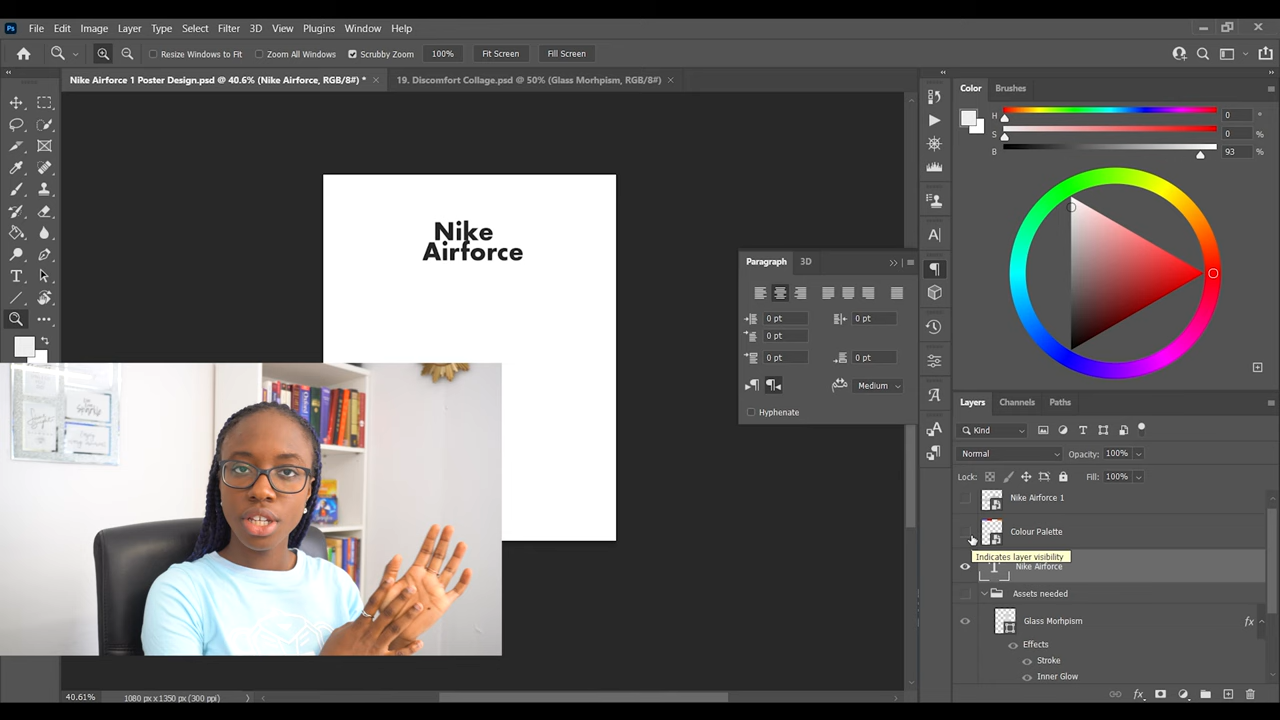 Ps File Edit Image Layer Type Select Filter 3D View Plugins Window Help
Resize Windows to Fit Zoom All Windows Scrubby Zoom 100% Fit Screen Fill Screen
Nike Airforce 1 Poster Design.psd @ 40.6% (Nike Airforce, RGB/8#) * × 19. Discomfort Collage.psd @ 50% (Glass Morhpism, RGB/8#) ×
Color Brushes
H 0 °
S 0 %
B 93 %
Nike
Airforce
Paragraph 3D
0 pt 0 pt
0 pt
0 pt 0 pt
Medium
Hyphenate
Layers Channels Paths
Kind
Normal Opacity: 100%
Lock: Fill: 100%
Nike Airforce 1
Colour Palette
Indicates layer visibility
Nike Airforce
Assets needed
Glass Morhpism fx
Effects
Stroke
Inner Glow
40.61% 1080 px x 1350 px (300 ppi)